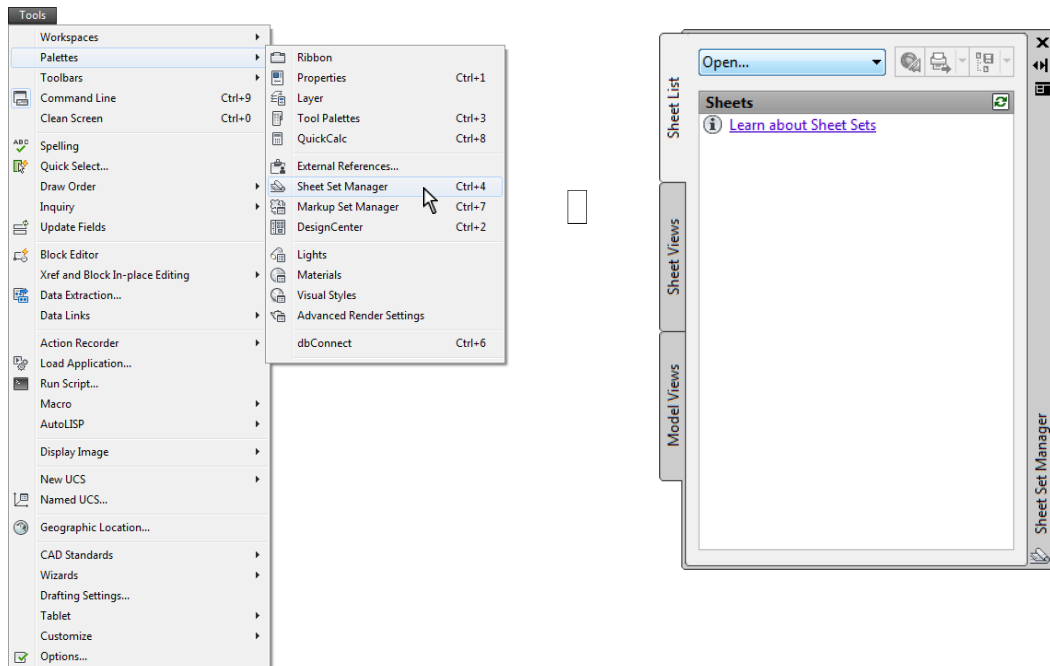 Tools
Workspaces
Palettes
Toolbars
Command Line Ctrl+9
Clean Screen Ctrl+0
ABC
Spelling
Quick Select...
Draw Order
Inquiry
Update Fields
Block Editor
Xref and Block In-place Editing
Data Extraction...
Data Links
Action Recorder
Load Application...
Run Script...
Macro
AutoLISP
Display Image
New UCS
Named UCS...
Geographic Location...
CAD Standards
Wizards
Drafting Settings...
Tablet
Customize
Options...
Ribbon
Properties Ctrl+1
Layer
Tool Palettes Ctrl+3
QuickCalc Ctrl+8
External References...
Sheet Set Manager Ctrl+4
Markup Set Manager Ctrl+7
DesignCenter Ctrl+2
Lights
Materials
Visual Styles
Advanced Render Settings
dbConnect Ctrl+6
Open...
Sheets
Learn about Sheet Sets
Sheet List
Sheet Views
Model Views
Sheet Set Manager